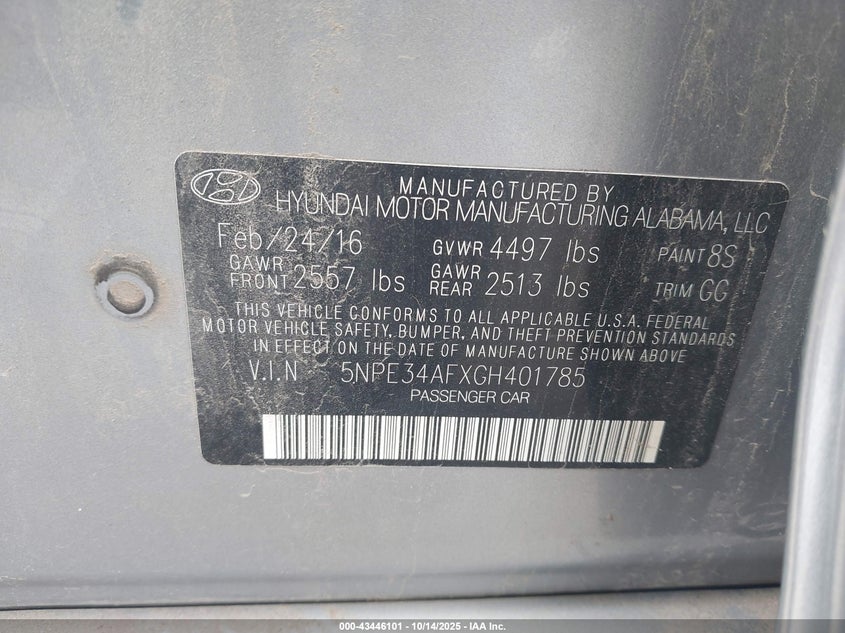 MANUFACTURED BY
HYUNDAI MOTOR MANUFACTURING ALABAMA, LLC
Feb/24/16 GVWR 4497 lbs PAINT 8S
GAWR FRONT 2557 lbs GAWR REAR 2513 lbs TRIM GG
THIS VEHICLE CONFORMS TO ALL APPLICABLE U.S.A. FEDERAL
MOTOR VEHICLE SAFETY, BUMPER, AND THEFT PREVENTION STANDARDS
IN EFFECT ON THE DATE OF MANUFACTURE SHOWN ABOVE
V.I.N 5NPE34AFXGH401785
PASSENGER CAR
000-43446101 | 10/14/2025 - IAA Inc.